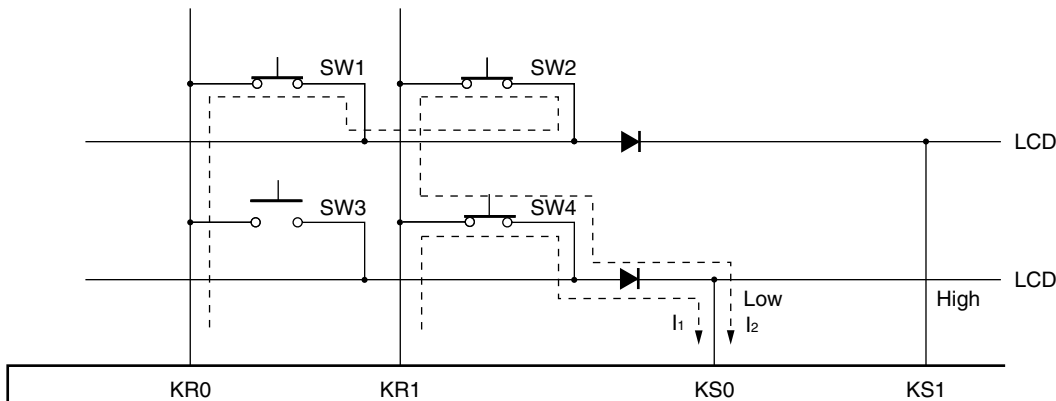 SW1
SW2
LCD
SW3
SW4
LCD
Low
High
I1
I2
KR0
KR1
KS0
KS1